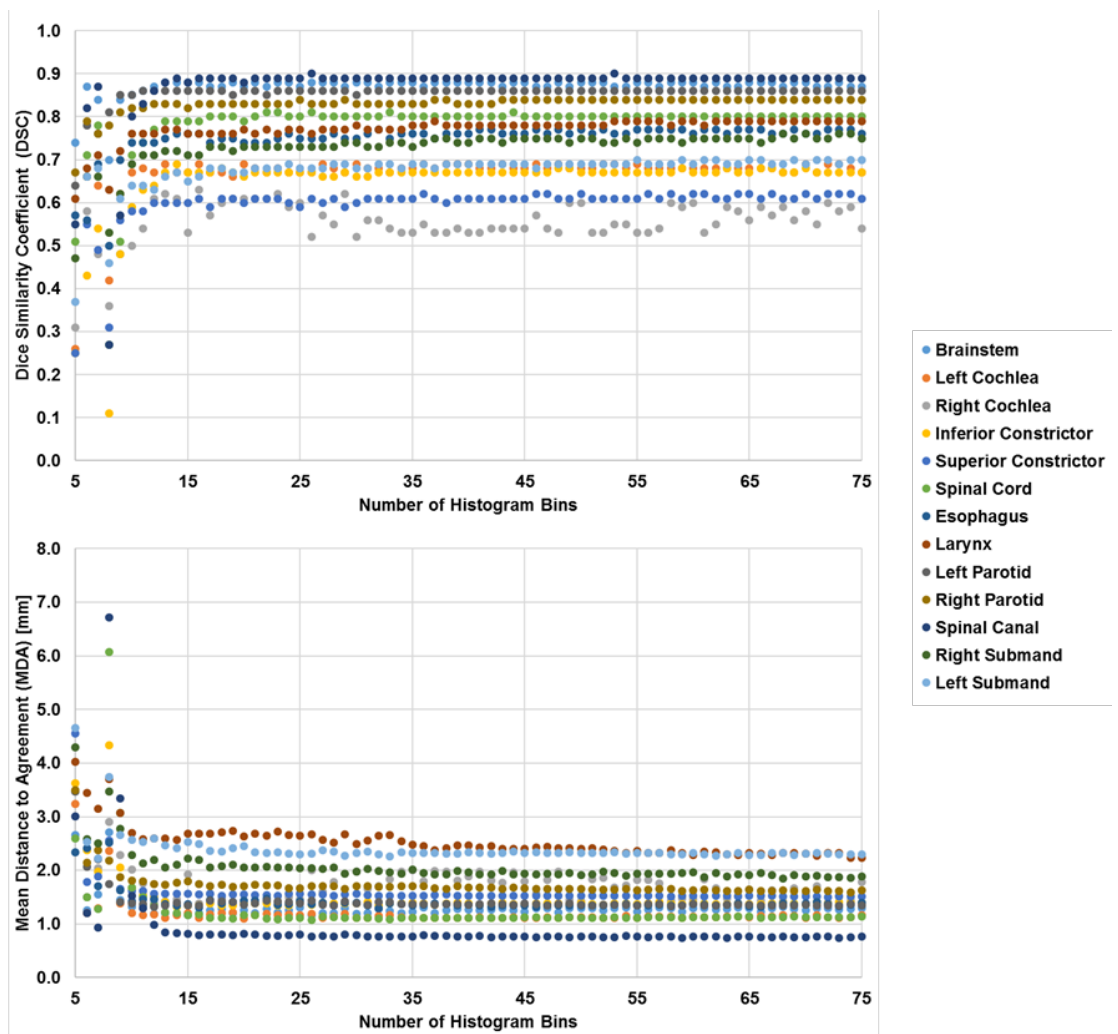 1.0
0.9
0.8
0.7
0.6
0.5
0.4
0.3
0.2
0.1
0.0
Dice Similarity Coefficient (DSC)
5 15 25 35 45 55 65 75
Number of Histogram Bins
8.0
7.0
6.0
5.0
4.0
3.0
2.0
1.0
0.0
Mean Distance to Agreement (MDA) [mm]
5 15 25 35 45 55 65 75
Number of Histogram Bins
Brainstem
Left Cochlea
Right Cochlea
Inferior Constrictor
Superior Constrictor
Spinal Cord
Esophagus
Larynx
Left Parotid
Right Parotid
Spinal Canal
Right Submand
Left Submand